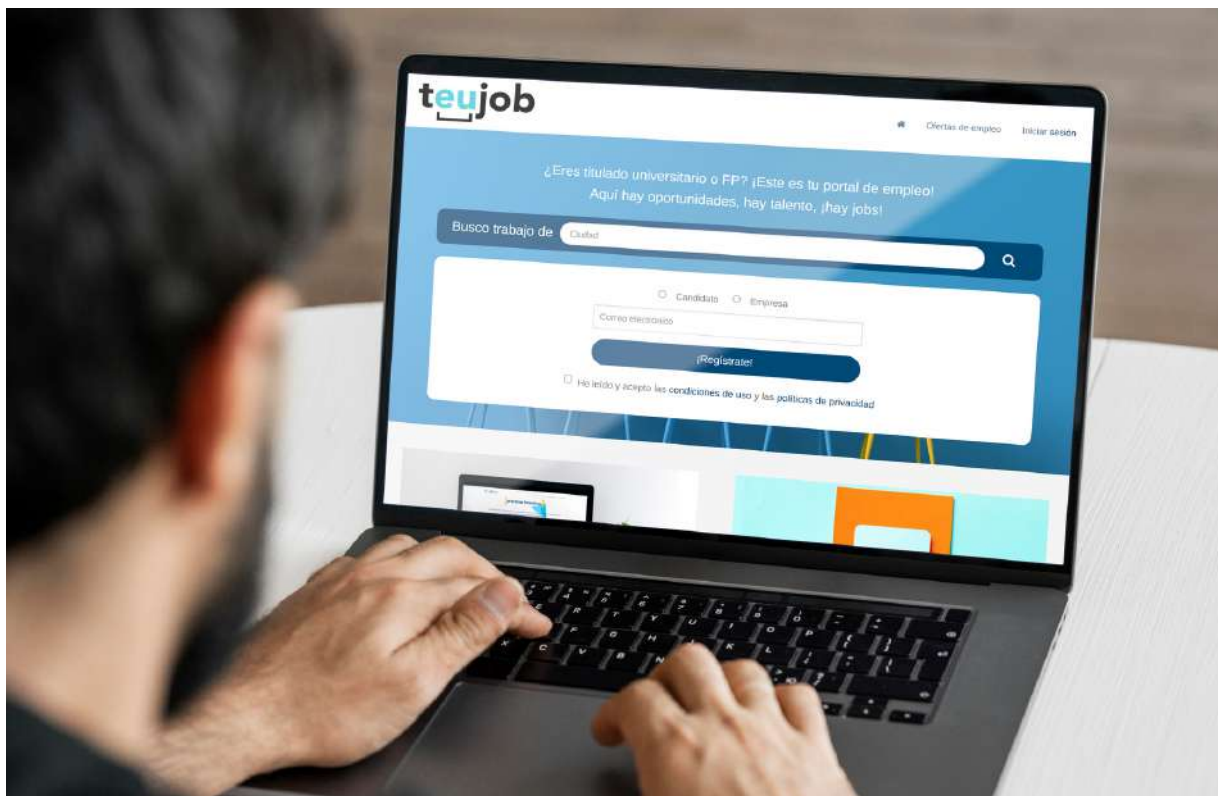 teujob
Ofertas de empleo Iniciar sesión
¿Eres titulado universitario o FP? ¡Este es tu portal de empleo!
Aquí hay oportunidades, hay talento, ¡hay jobs!
Busco trabajo de Ciudad
Candidato Empresa
Correo electrónico
¡Regístrate!
He leído y acepto las condiciones de uso y las políticas de privacidad